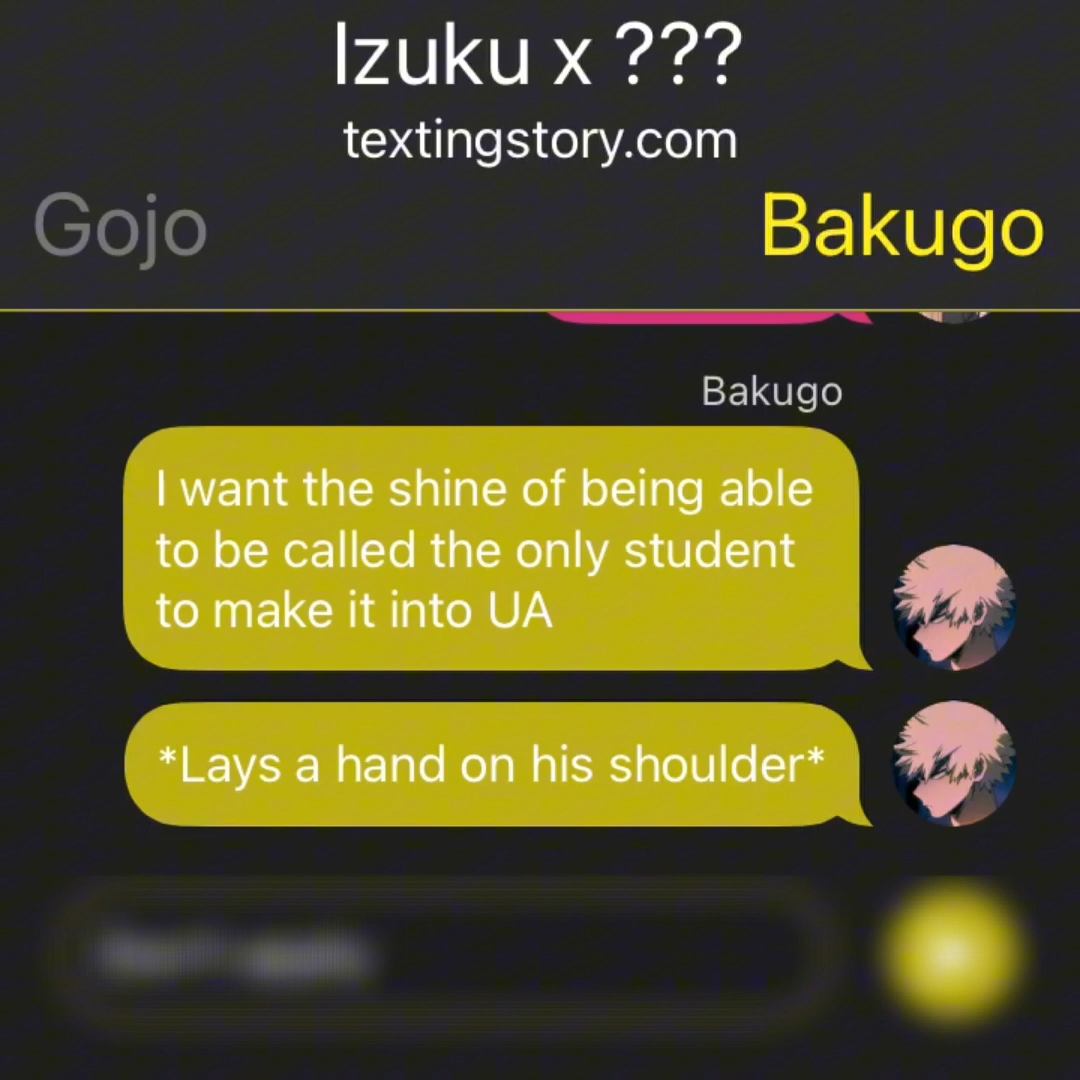 Izuku x ???
textingstory.com
Gojo
Bakugo
Bakugo
I want the shine of being able
to be called the only student
to make it into UA
*Lays a hand on his shoulder*